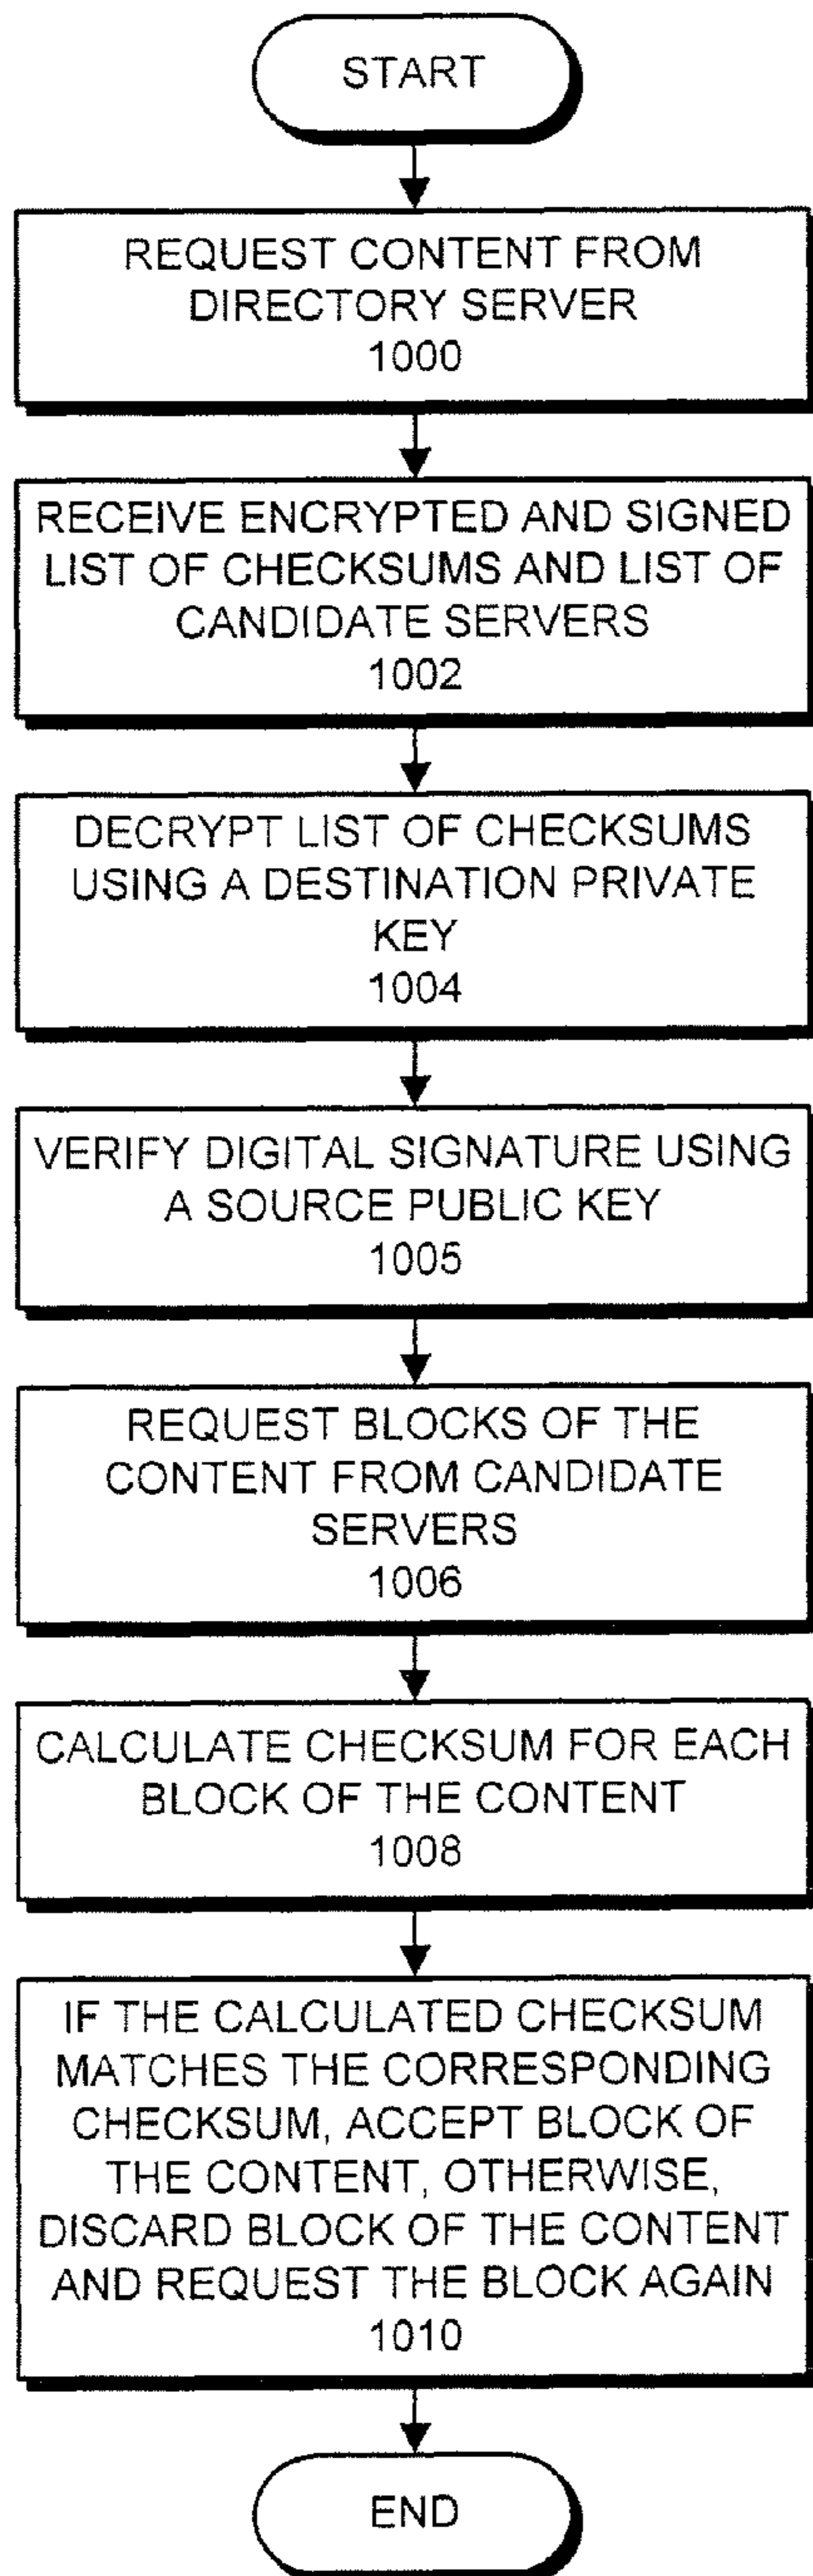 START
REQUEST CONTENT FROM
DIRECTORY SERVER
1000
RECEIVE ENCRYPTED AND SIGNED
LIST OF CHECKSUMS AND LIST OF
CANDIDATE SERVERS
1002
DECRYPT LIST OF CHECKSUMS
USING A DESTINATION PRIVATE
KEY
1004
VERIFY DIGITAL SIGNATURE USING
A SOURCE PUBLIC KEY
1005
REQUEST BLOCKS OF THE
CONTENT FROM CANDIDATE
SERVERS
1006
CALCULATE CHECKSUM FOR EACH
BLOCK OF THE CONTENT
1008
IF THE CALCULATED CHECKSUM
MATCHES THE CORRESPONDING
CHECKSUM, ACCEPT BLOCK OF
THE CONTENT, OTHERWISE,
DISCARD BLOCK OF THE CONTENT
AND REQUEST THE BLOCK AGAIN
1010
END